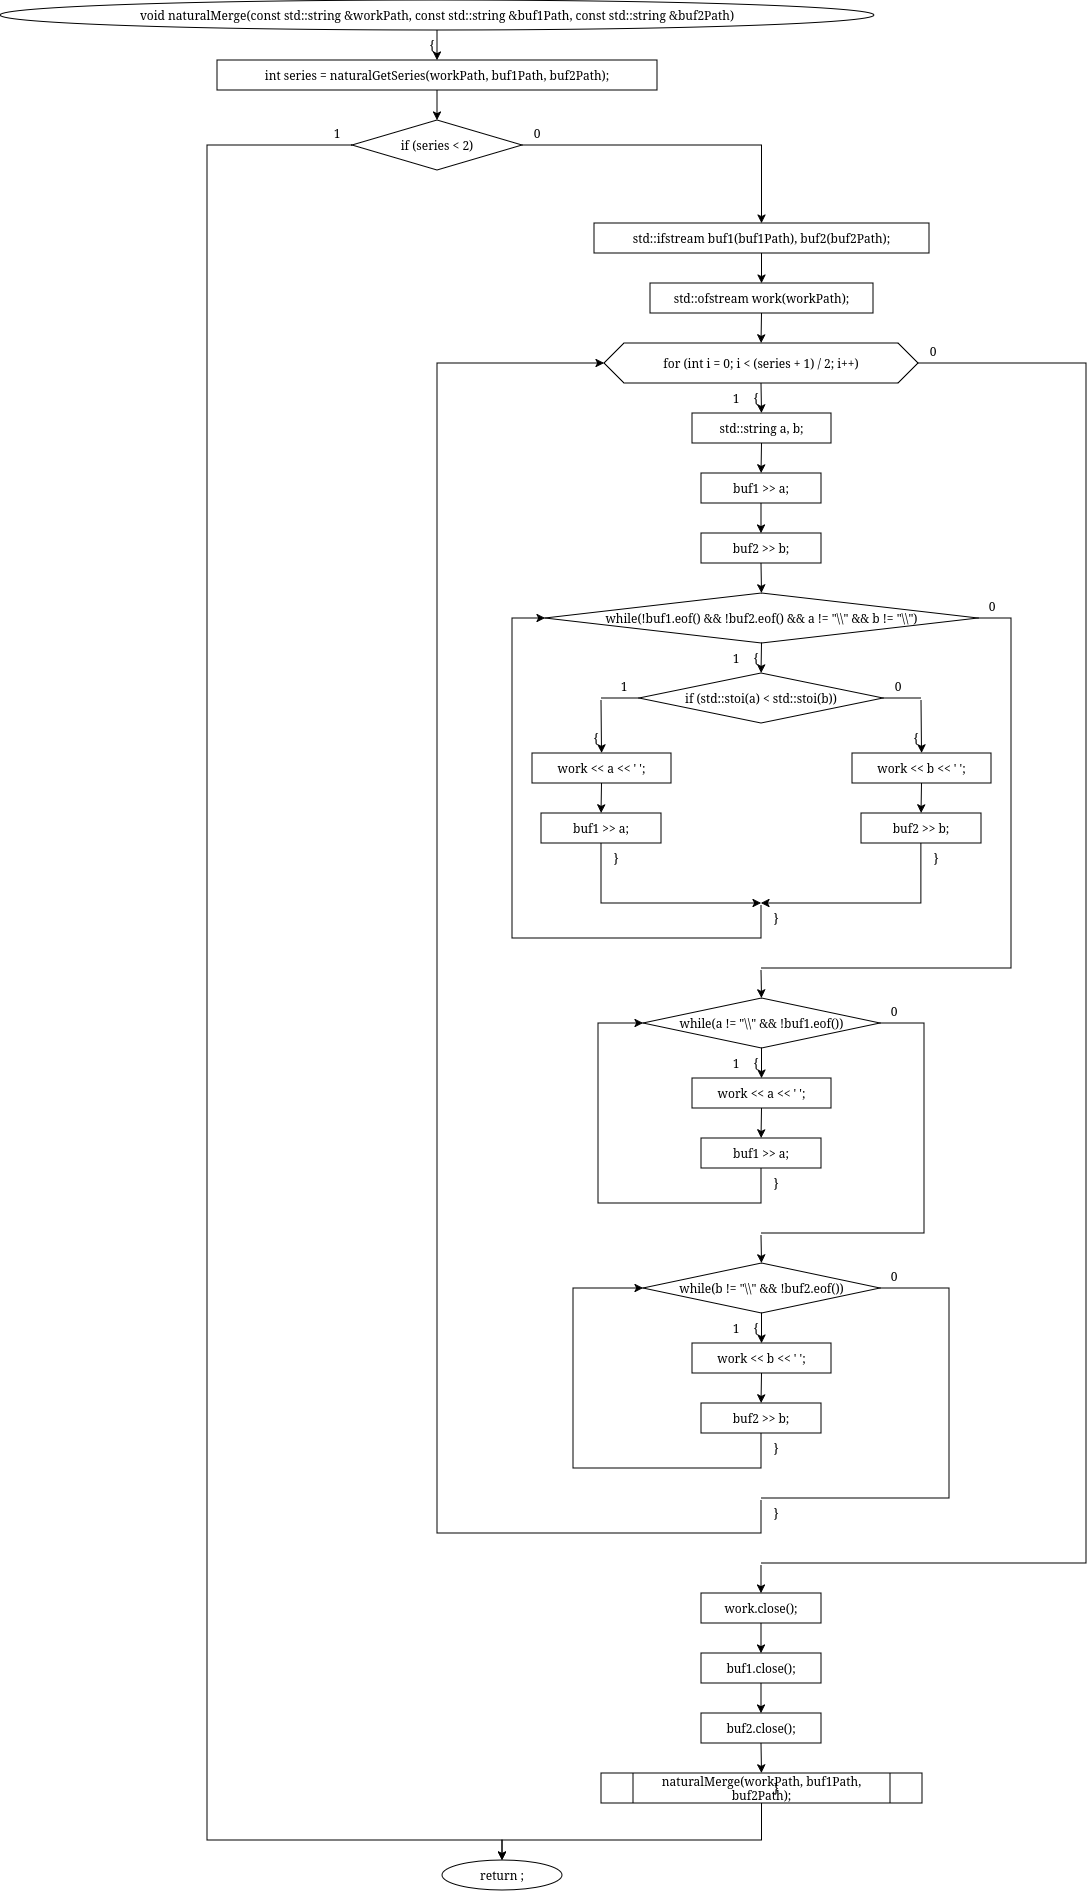 void naturalMerge(const std::string &workPath, const std::string &buf1Path, const std::string &buf2Path)
{
int series = naturalGetSeries(workPath, buf1Path, buf2Path);
1
if (series < 2)
0
std::ifstream buf1(buf1Path), buf2(buf2Path);
std::ofstream work(workPath);
for (int i = 0; i < (series + 1) / 2; i++)
0
1 {
std::string a, b;
buf1 >> a;
buf2 >> b;
while(!buf1.eof() && !buf2.eof() && a != "\\" && b != "\\")
0
1 {
1
if (std::stoi(a) < std::stoi(b))
0
{
{
work << a << ' ';
work << b << ' ';
buf1 >> a;
buf2 >> b;
}
}
}
while(a != "\\" && !buf1.eof())
0
1 {
work << a << ' ';
buf1 >> a;
}
while(b != "\\" && !buf2.eof())
0
1 {
work << b << ' ';
buf2 >> b;
}
}
work.close();
buf1.close();
buf2.close();
naturalMerge(workPath, buf1Path,
buf2Path);
}
return ;